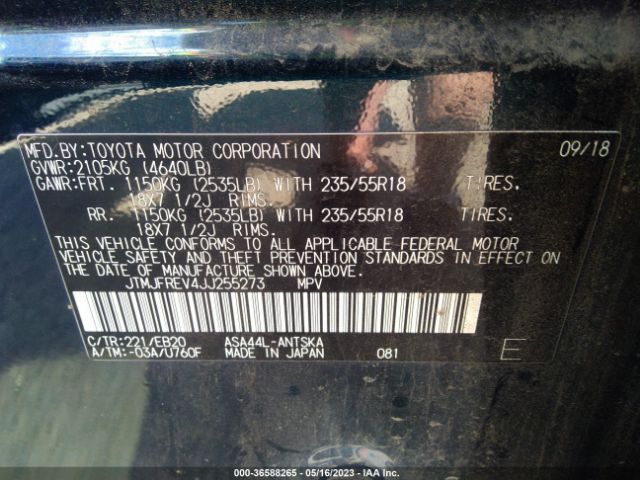 MFD.BY:TOYOTA MOTOR CORPORATION 09/18
GVWR:2105KG (4640LB)
GAWR:FRT. 1150KG (2535LB) WITH 235/55R18 TIRES.
18X7 1/2J RIMS.
RR. 1150KG (2535LB) WITH 235/55R18 TIRES.
18X7 1/2J RIMS.
THIS VEHICLE CONFORMS TO ALL APPLICABLE FEDERAL MOTOR
VEHICLE SAFETY AND THEFT PREVENTION STANDARDS IN EFFECT ON
THE DATE OF MANUFACTURE SHOWN ABOVE.
JTMJFREV4JJ255273 MPV
C/TR:221/EB20 ASA44L-ANTSKA
A/TM:-03A/U760F MADE IN JAPAN 081 E
000-36588265 - 05/16/2023 - IAA Inc.